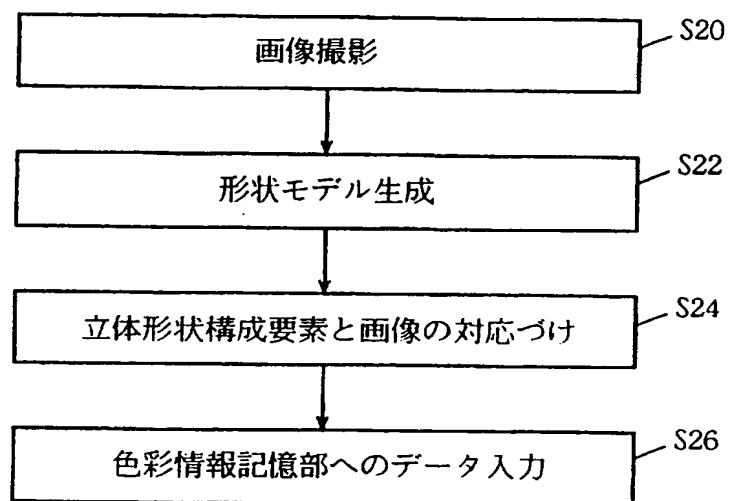 画像撮影
S20
形状モデル生成
S22
立体形状構成要素と画像の対応づけ
S24
色彩情報記憶部へのデータ入力
S26